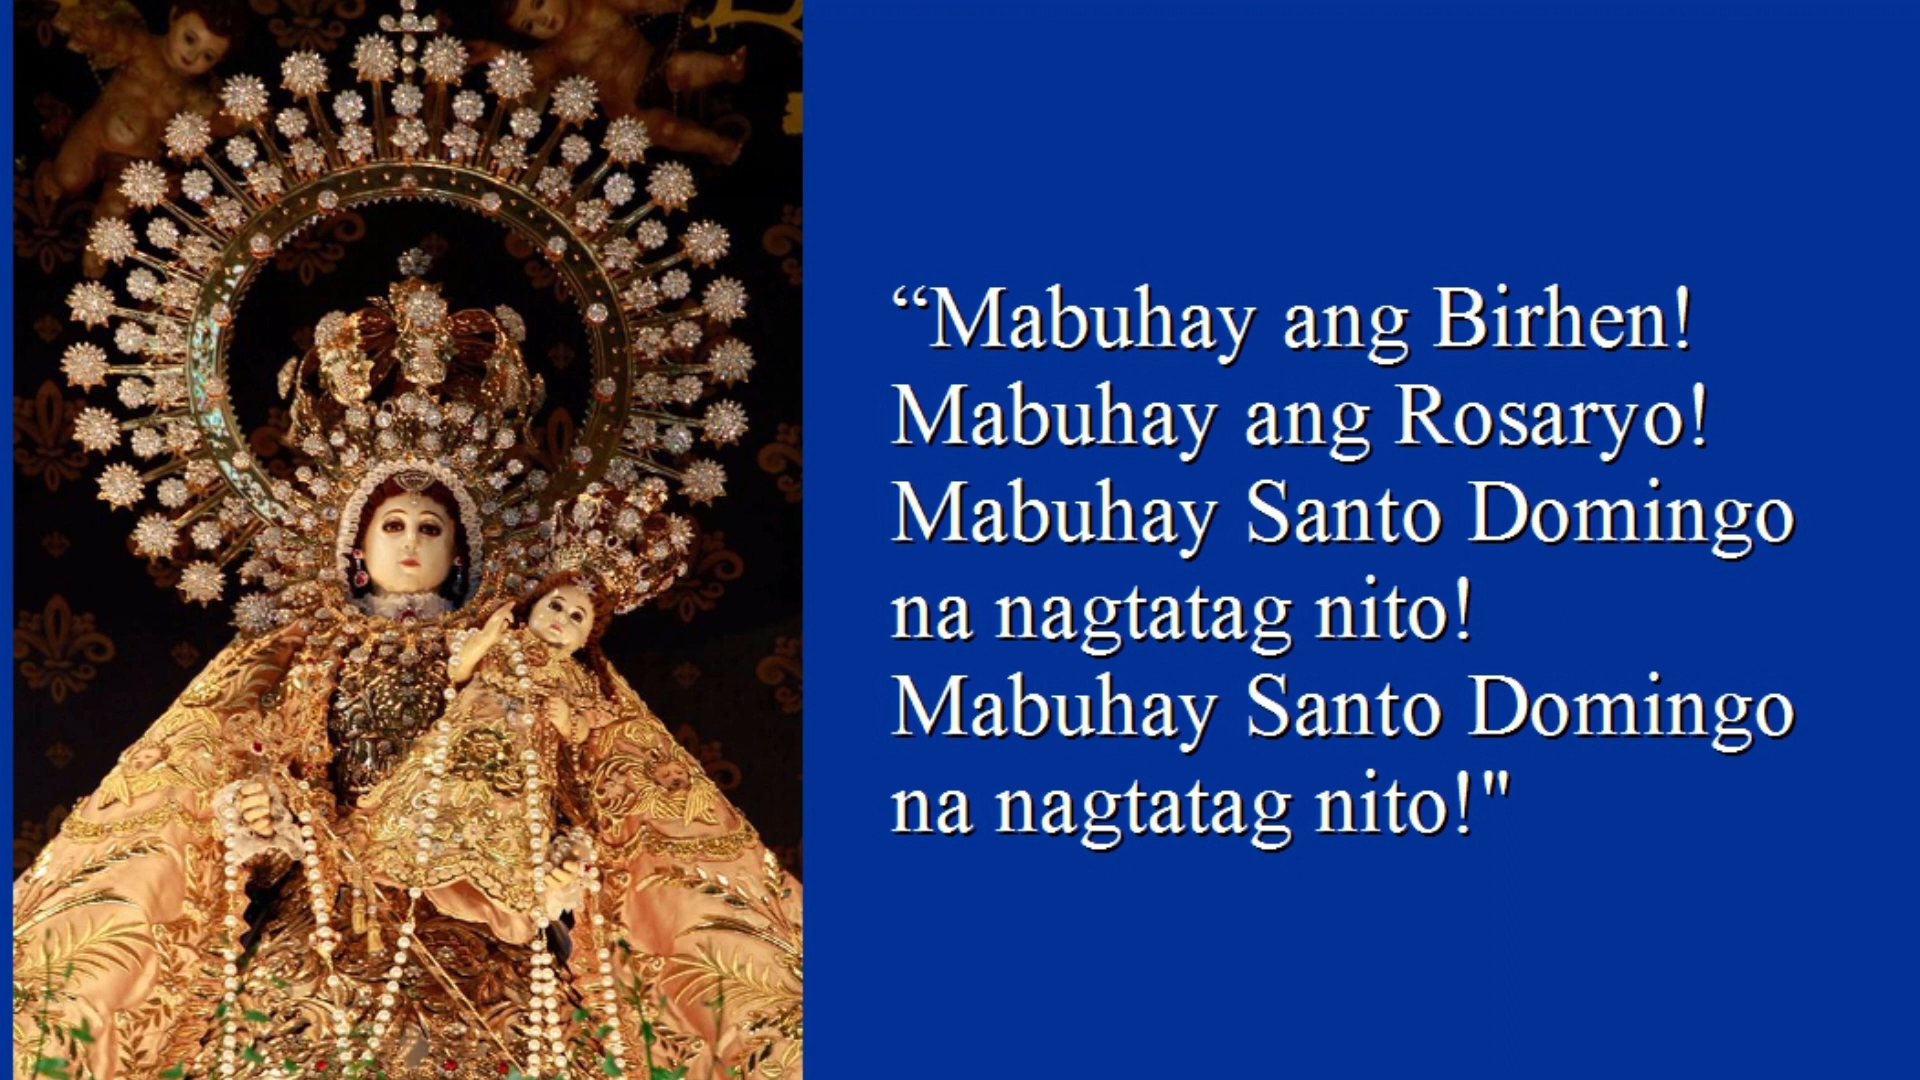 “Mabuhay ang Birhen!
Mabuhay ang Rosaryo!
Mabuhay Santo Domingo
na nagtatag nito!
Mabuhay Santo Domingo
na nagtatag nito!"